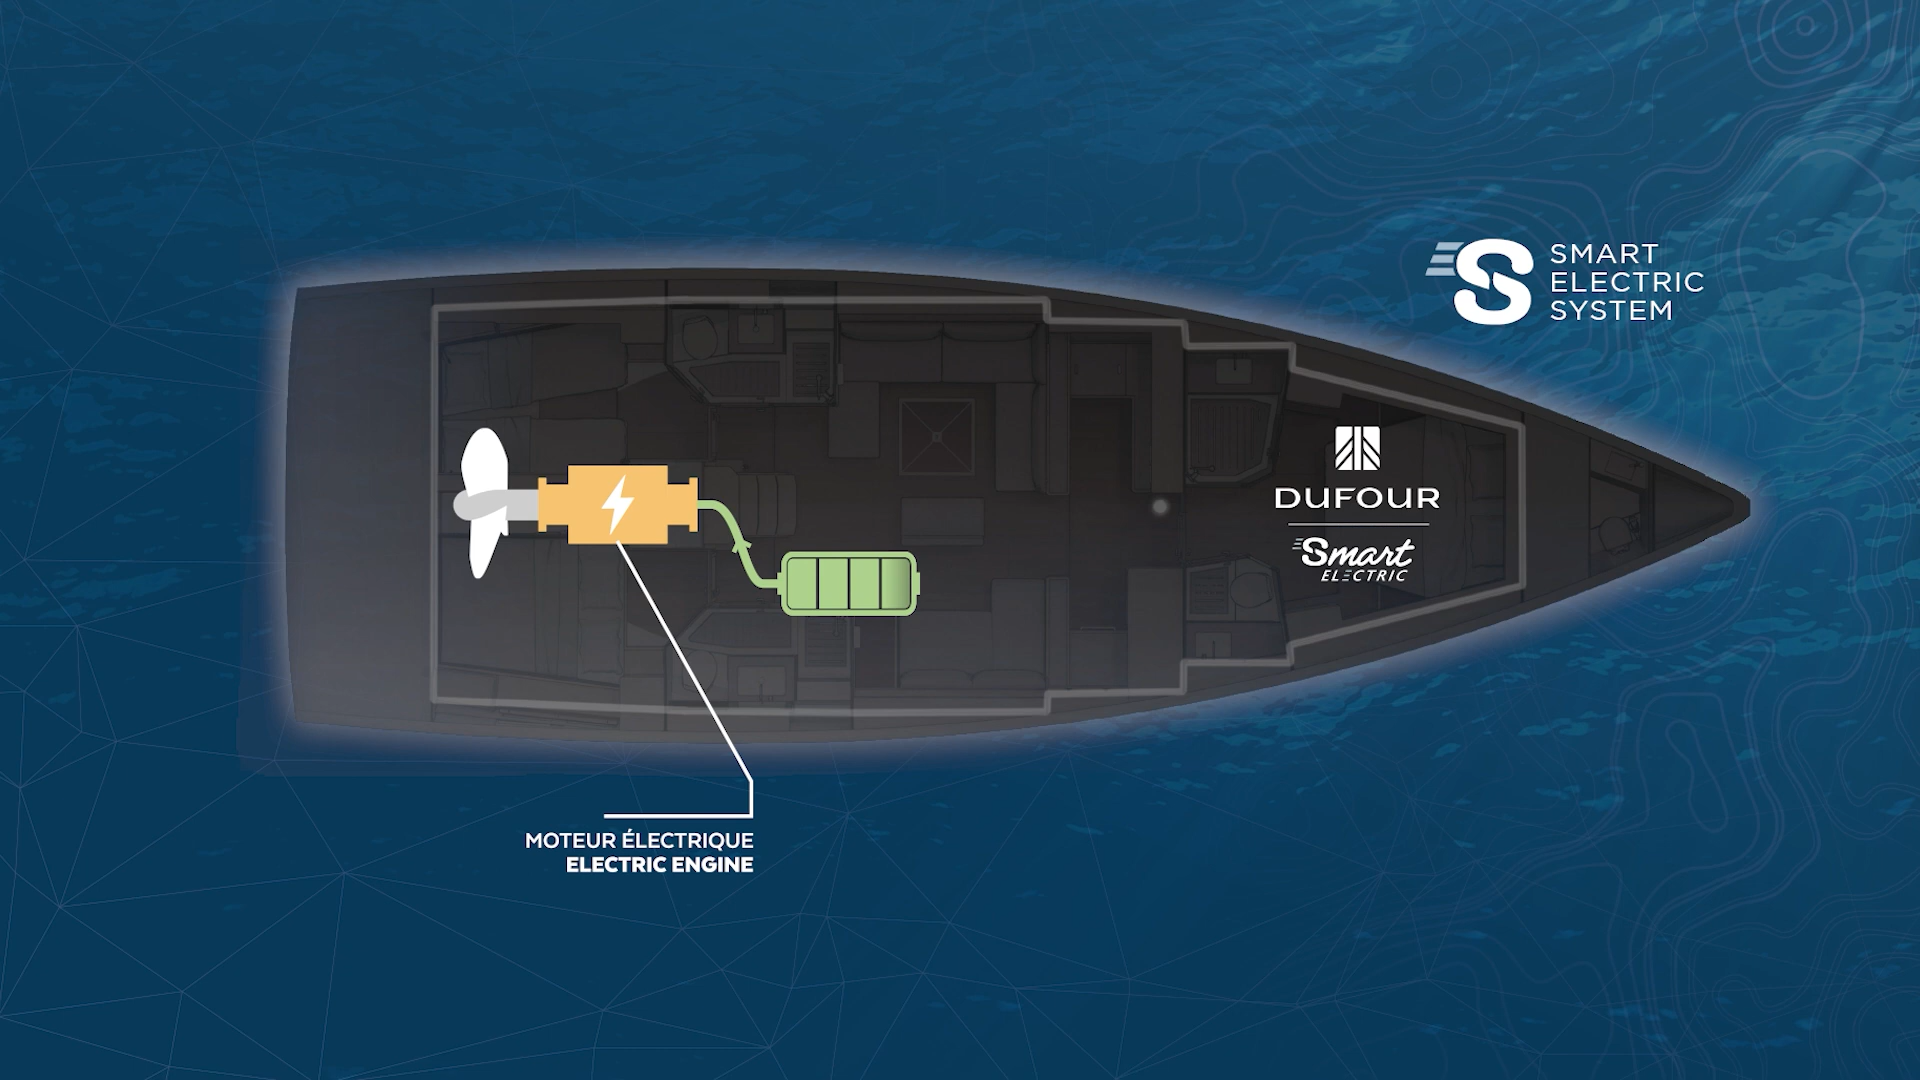 SMART
ELECTRIC
SYSTEM
DUFOUR
Smart
ELECTRIC
MOTEUR ÉLECTRIQUE
ELECTRIC ENGINE